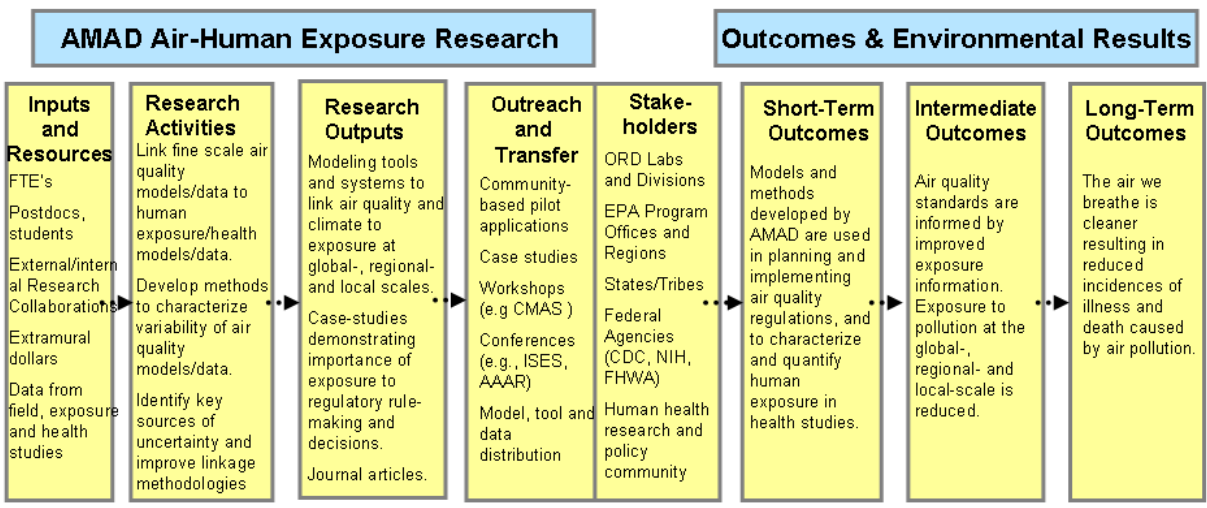 AMAD Air-Human Exposure Research
Outcomes & Environmental Results
Inputs
and
Resources
FTE's
Postdocs,
students
External/intern
al Research
Collaborations
Extramural
dollars
Data from
field, exposure
and health
studies
Research
Activities
Link fine scale air
quality
models/data to
human
exposure/health
models/data.
Develop methods
to characterize
variability of air
quality
models/data.
Identify key
sources of
uncertainty and
improve linkage
methodologies
Research
Outputs
Modeling tools
and systems to
link air quality and
climate to
exposure at
global-, regional-
and local scales.
Case-studies
demonstrating
importance of
exposure to
regulatory rule-
making and
decisions.
Journal articles.
Outreach
and
Transfer
Community-
based pilot
applications
Case studies
Workshops
(e.g CMAS )
Conferences
(e.g., ISES,
AAAR)
Model, tool and
data
distribution
Stake-
holders
ORD Labs
and Divisions
EPA Program
Offices and
Regions
States/Tribes
Federal
Agencies
(CDC, NIH,
FHWA)
Human health
research and
policy
community
Short-Term
Outcomes
Models and
methods
developed by
AMAD are used
in planning and
implementing
air quality
regulations, and
to characterize
and quantify
human
exposure in
health studies.
Intermediate
Outcomes
Air quality
standards are
informed by
improved
exposure
information.
Exposure to
pollution at the
global-,
regional- and
local-scale is
reduced.
Long-Term
Outcomes
The air we
breathe is
cleaner
resulting in
reduced
incidences of
illness and
death caused
by air pollution.